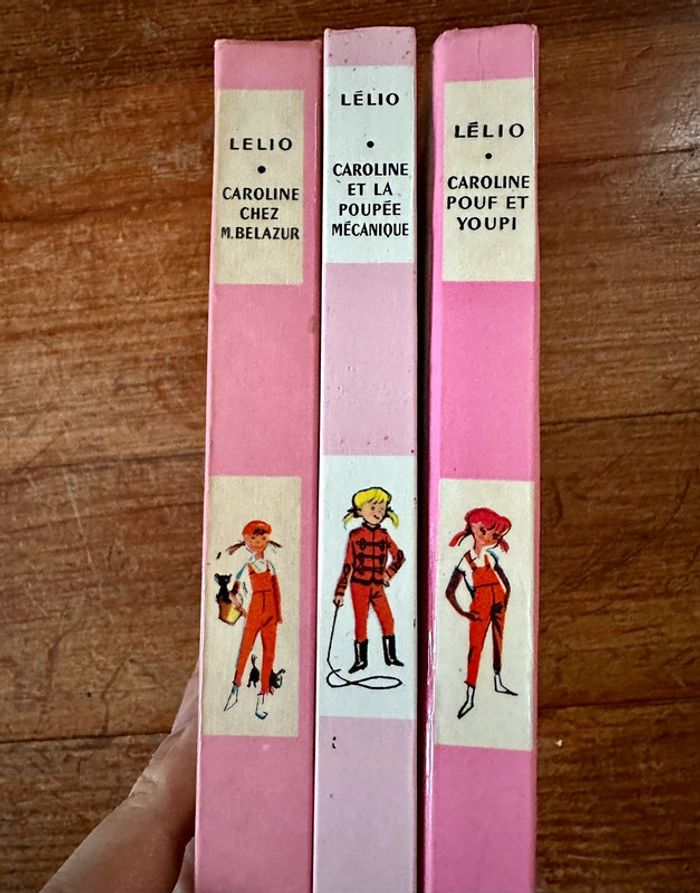 LELIO
•
CAROLINE
CHEZ
M.BELAZUR
LÉLIO
•
CAROLINE
ET LA
POUPÉE
MÉCANIQUE
LÉLIO
•
CAROLINE
POUF ET
YOUPI